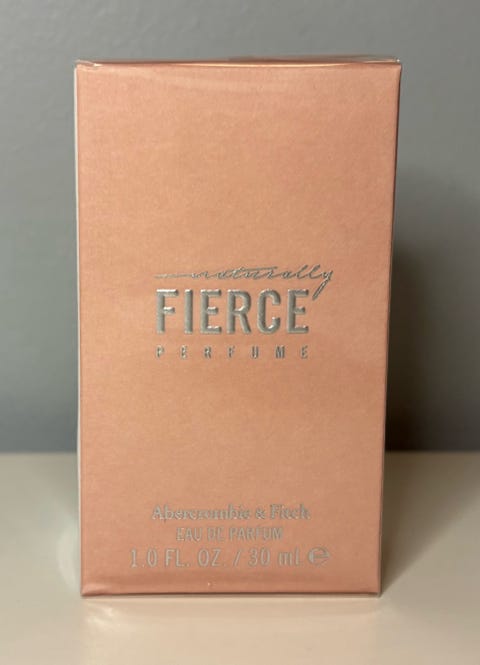 naturally
FIERCE
PERFUME
Abercrombie & Fitch
EAU DE PARFUM
1.0 FL. OZ. / 30 ml ℮